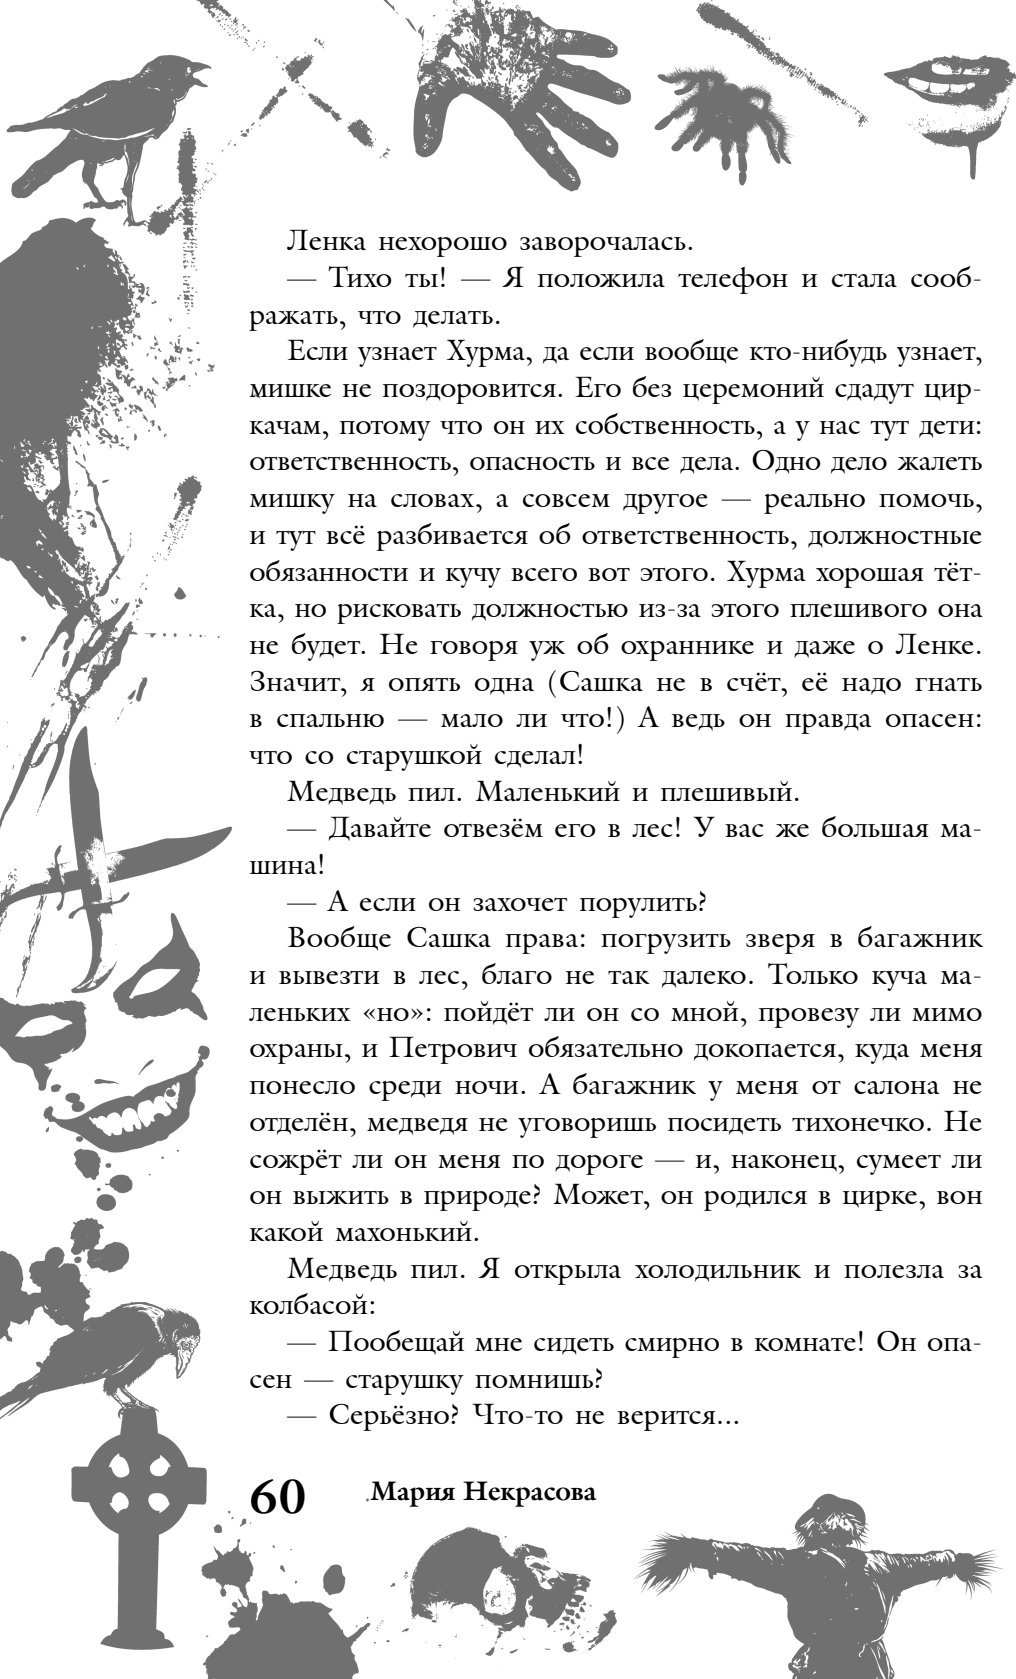 Ленка нехорошо заворочалась.
— Тихо ты! — Я положила телефон и стала сооб-
ражать, что делать.
Если узнает Хурма, да если вообще кто-нибудь узнает,
мишке не поздоровится. Его без церемоний сдадут цир-
качам, потому что он их собственность, а у нас тут дети:
ответственность, опасность и все дела. Одно дело жалеть
мишку на словах, а совсем другое — реально помочь,
и тут всё разбивается об ответственность, должностные
обязанности и кучу всего вот этого. Хурма хорошая тёт-
ка, но рисковать должностью из-за этого плешивого она
не будет. Не говоря уж об охраннике и даже о Ленке.
Значит, я опять одна (Сашка не в счёт, её надо гнать
в спальню — мало ли что!) А ведь он правда опасен:
что со старушкой сделал!
Медведь пил. Маленький и плешивый.
— Давайте отвезём его в лес! У вас же большая ма-
шина!
— А если он захочет порулить?
Вообще Сашка права: погрузить зверя в багажник
и вывезти в лес, благо не так далеко. Только куча ма-
леньких «но»: пойдёт ли он со мной, провезу ли мимо
охраны, и Петрович обязательно докопается, куда меня
понесло среди ночи. А багажник у меня от салона не
отделён, медведя не уговоришь посидеть тихонечко. Не
сожрёт ли он меня по дороге — и, наконец, сумеет ли
он выжить в природе? Может, он родился в цирке, вон
какой махонький.
Медведь пил. Я открыла холодильник и полезла за
колбасой:
— Пообещай мне сидеть смирно в комнате! Он опа-
сен — старушку помнишь?
— Серьёзно? Что-то не верится...
60 Мария Некрасова